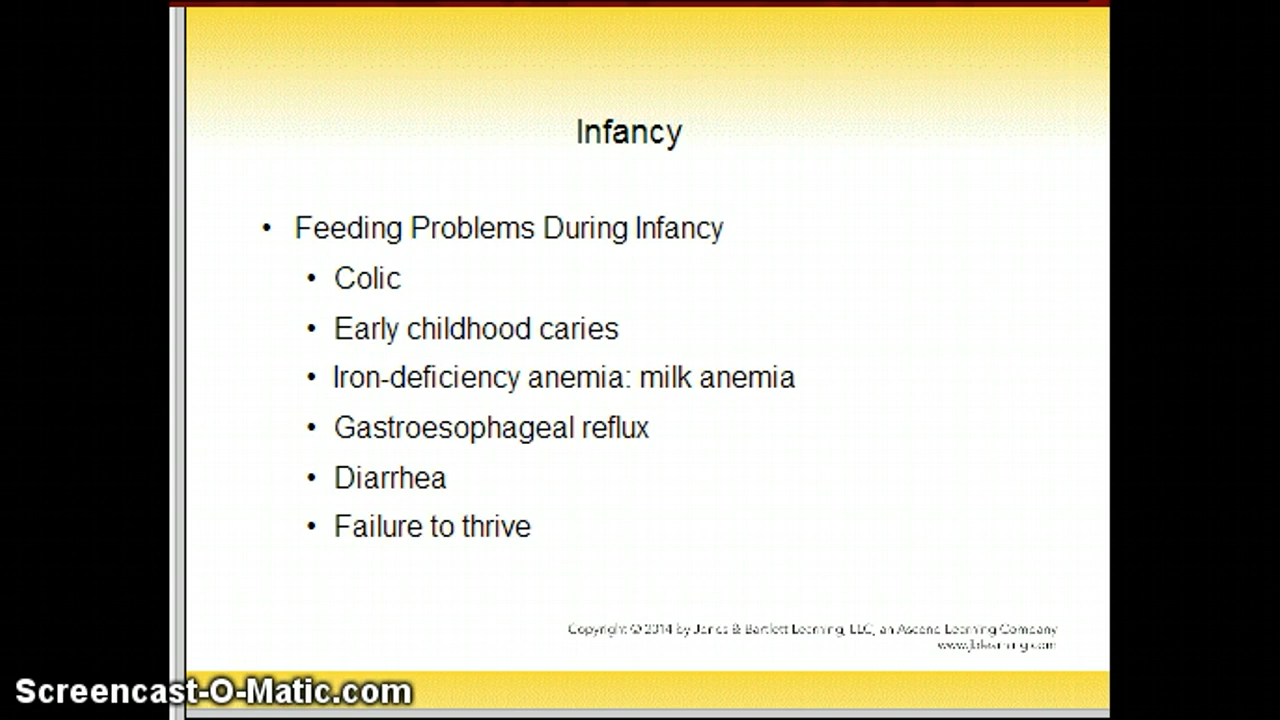 Infancy
• Feeding Problems During Infancy
• Colic
• Early childhood caries
• Iron-deficiency anemia: milk anemia
• Gastroesophageal reflux
• Diarrhea
• Failure to thrive
Copyright © 2014 by Jones & Bartlett Learning, LLC, an Ascend Learning Company
www.jblearning.com
Screencast-O-Matic.com